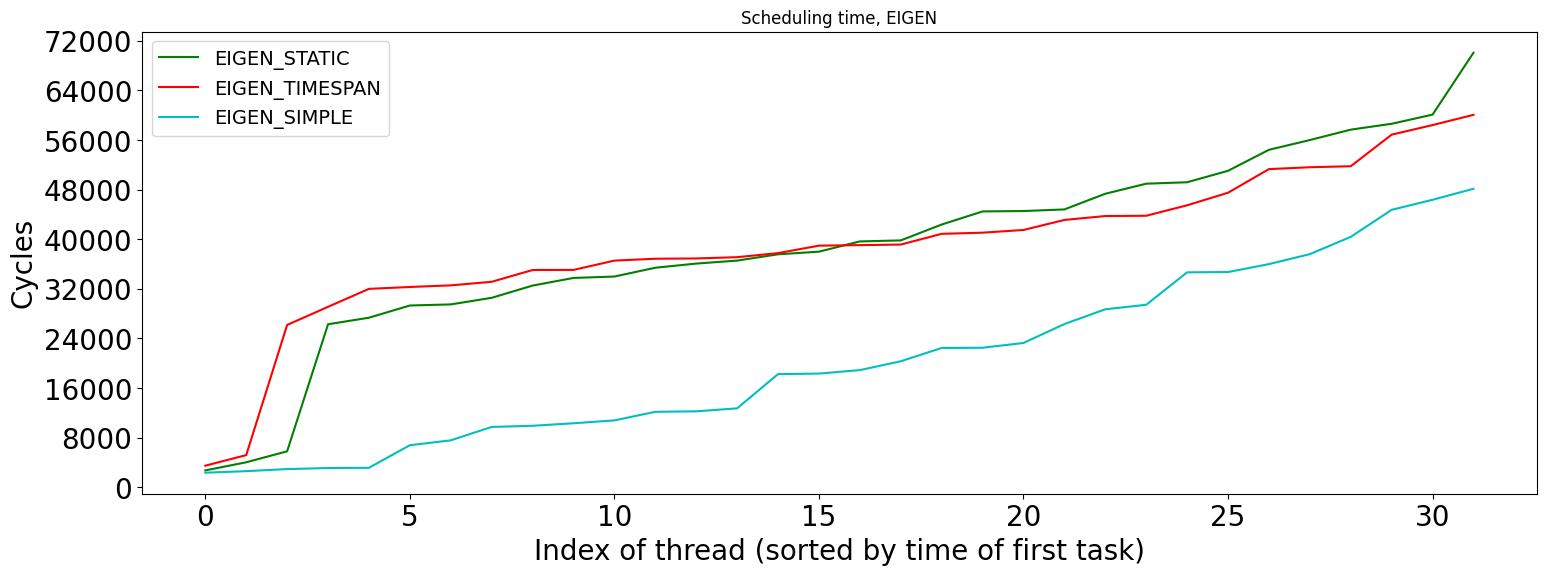 Scheduling time, EIGEN
72000
64000
56000
48000
40000
32000
24000
16000
8000
0
Cycles
EIGEN_STATIC
EIGEN_TIMESPAN
EIGEN_SIMPLE
0 5 10 15 20 25 30
Index of thread (sorted by time of first task)